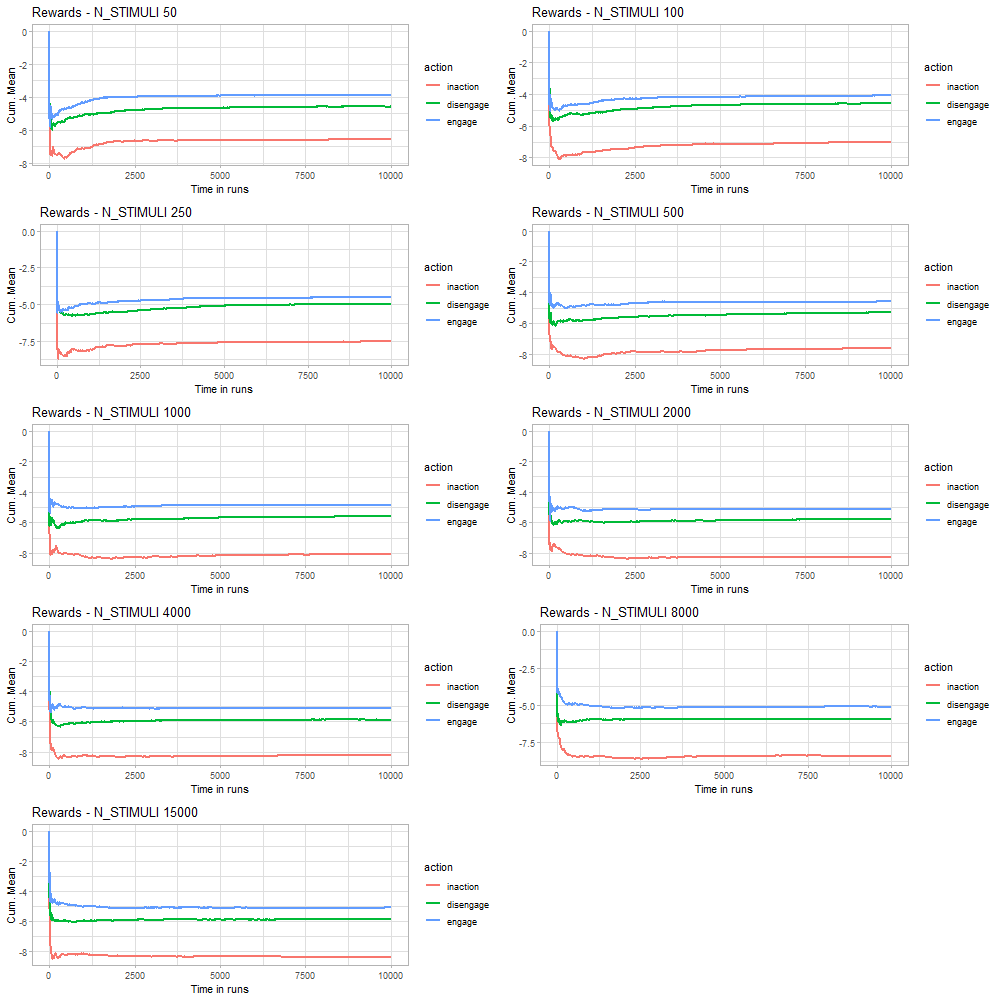 Rewards - N_STIMULI 50
Cum. Mean
0
-2
-4
-6
-8
0 2500 5000 7500 10000
Time in runs
action
inaction
disengage
engage
Rewards - N_STIMULI 100
Cum. Mean
0
-2
-4
-6
-8
0 2500 5000 7500 10000
Time in runs
action
inaction
disengage
engage
Rewards - N_STIMULI 250
Cum. Mean
0.0
-2.5
-5.0
-7.5
0 2500 5000 7500 10000
Time in runs
action
inaction
disengage
engage
Rewards - N_STIMULI 500
Cum. Mean
0
-2
-4
-6
-8
0 2500 5000 7500 10000
Time in runs
action
inaction
disengage
engage
Rewards - N_STIMULI 1000
Cum. Mean
0
-2
-4
-6
-8
0 2500 5000 7500 10000
Time in runs
action
inaction
disengage
engage
Rewards - N_STIMULI 2000
Cum. Mean
0
-2
-4
-6
-8
0 2500 5000 7500 10000
Time in runs
action
inaction
disengage
engage
Rewards - N_STIMULI 4000
Cum. Mean
0
-2
-4
-6
-8
0 2500 5000 7500 10000
Time in runs
action
inaction
disengage
engage
Rewards - N_STIMULI 8000
Cum. Mean
0.0
-2.5
-5.0
-7.5
0 2500 5000 7500 10000
Time in runs
action
inaction
disengage
engage
Rewards - N_STIMULI 15000
Cum. Mean
0
-2
-4
-6
-8
0 2500 5000 7500 10000
Time in runs
action
inaction
disengage
engage